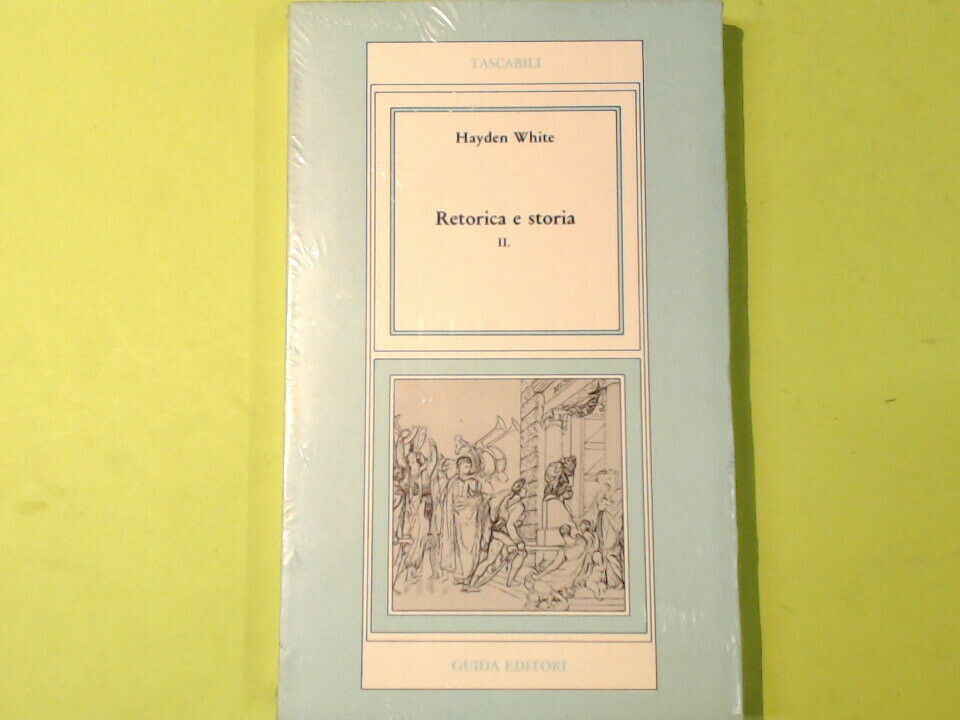 TASCABILI
Hayden White
Retorica e storia
II.
GUIDA EDITORI